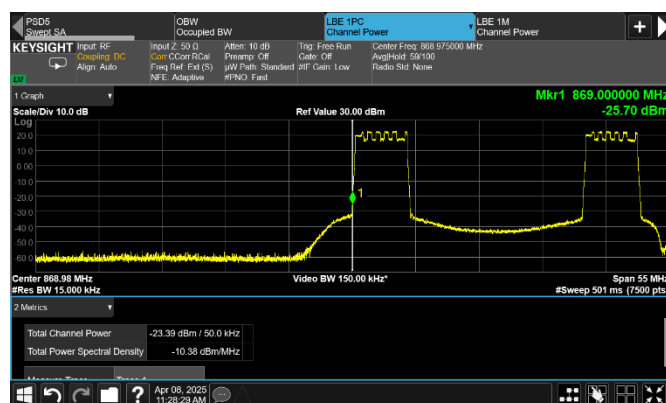 PSD5
Swept SA
OBW
Occupied BW
LBE 1PC
Channel Power
LBE 1M
Channel Power
KEYSIGHT
Input: RF
Coupling: DC
Align: Auto
Input Z: 50 Ω
Corr CCorr RCal
Freq Ref: Ext (S)
NFE: Adaptive
Atten: 10 dB
Preamp: Off
µW Path: Standard
#PNO: Fast
Trig: Free Run
Gate: Off
#IF Gain: Low
Center Freq: 868.975000 MHz
Avg|Hold: 59/100
Radio Std: None
LXI
1 Graph
Mkr1 869.000000 MHz
Scale/Div 10.0 dB
Ref Value 30.00 dBm
-25.70 dBm
Log
20.0
10.0
0.00
-10.0
-20.0
-30.0
-40.0
-50.0
-60.0
1
Center 868.98 MHz
Video BW 150.00 kHz*
Span 55 MHz
#Res BW 15.000 kHz
#Sweep 501 ms (7500 pts)
2 Metrics
Total Channel Power
-23.39 dBm / 50.0 kHz
Total Power Spectral Density
-10.38 dBm/MHz
Measure Trace
Trace 1
?
Apr 08, 2025
11:28:29 AM